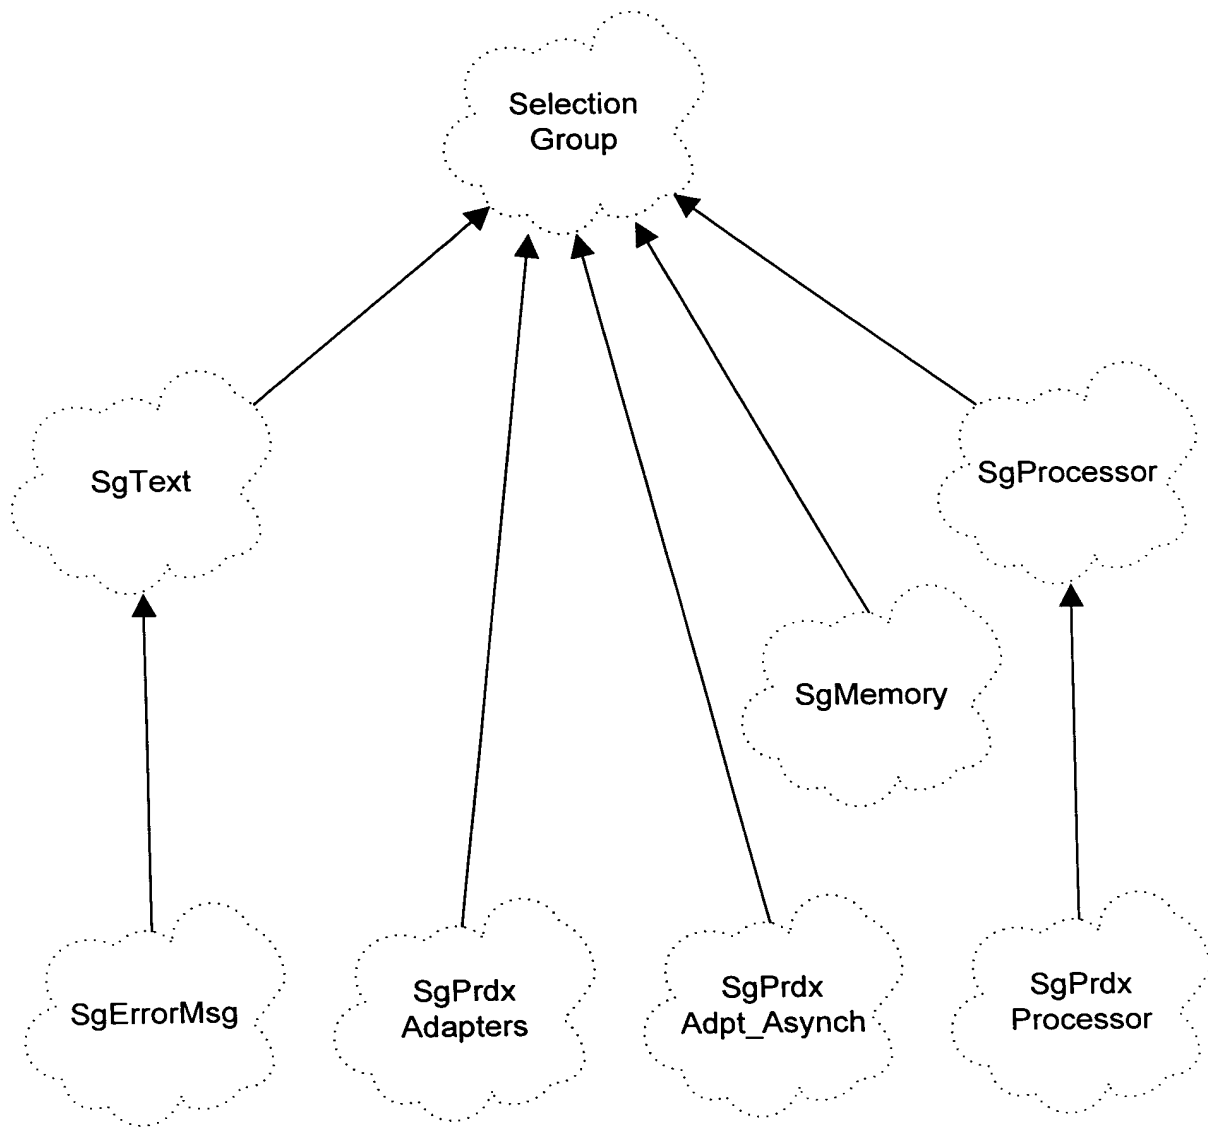 Selection
Group
SgText
SgProcessor
SgMemory
SgErrorMsg
SgPrdx
Adapters
SgPrdx
Adpt_Asynch
SgPrdx
Processor